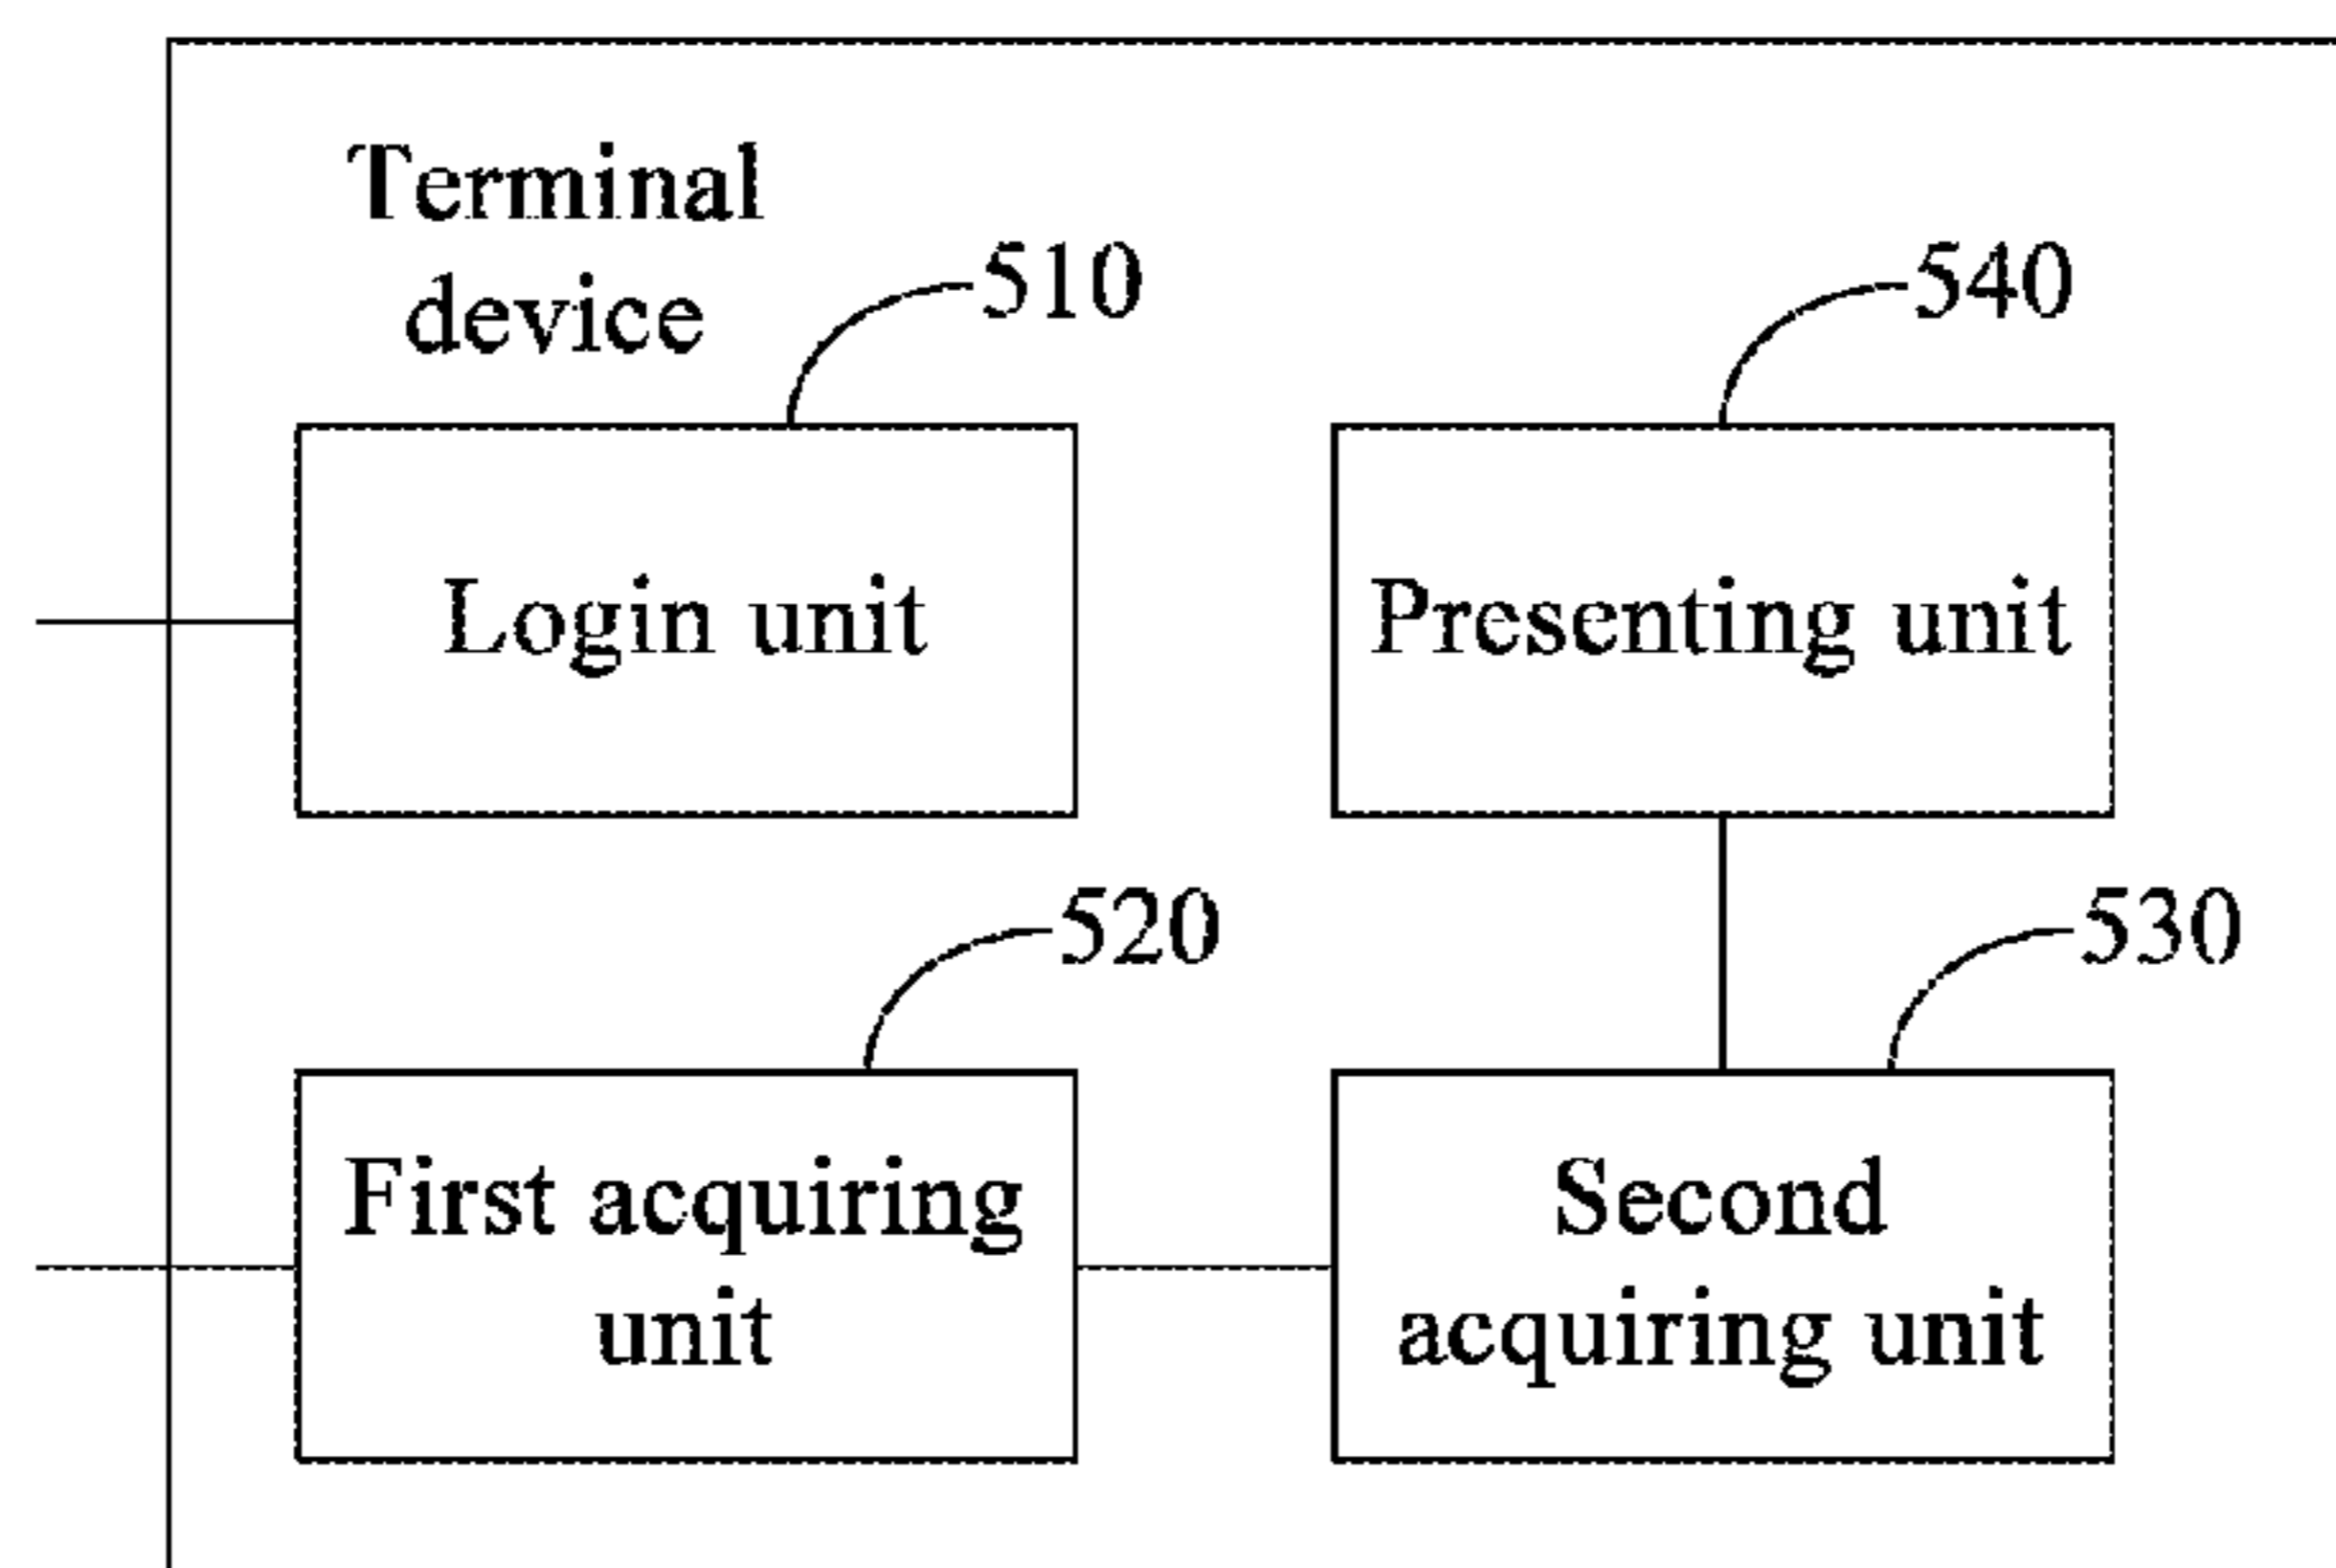 Terminal
device
510
540
Login unit
Presenting unit
520
530
First acquiring
unit
Second
acquiring unit